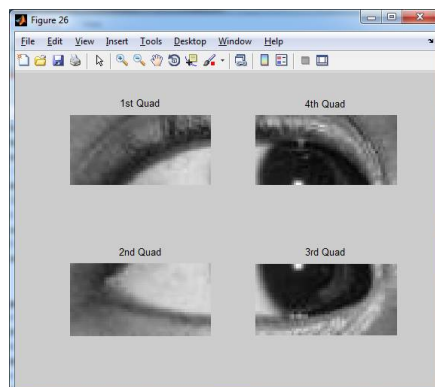 Figure 26
File Edit View Insert Tools Desktop Window Help
1st Quad 4th Quad
2nd Quad 3rd Quad